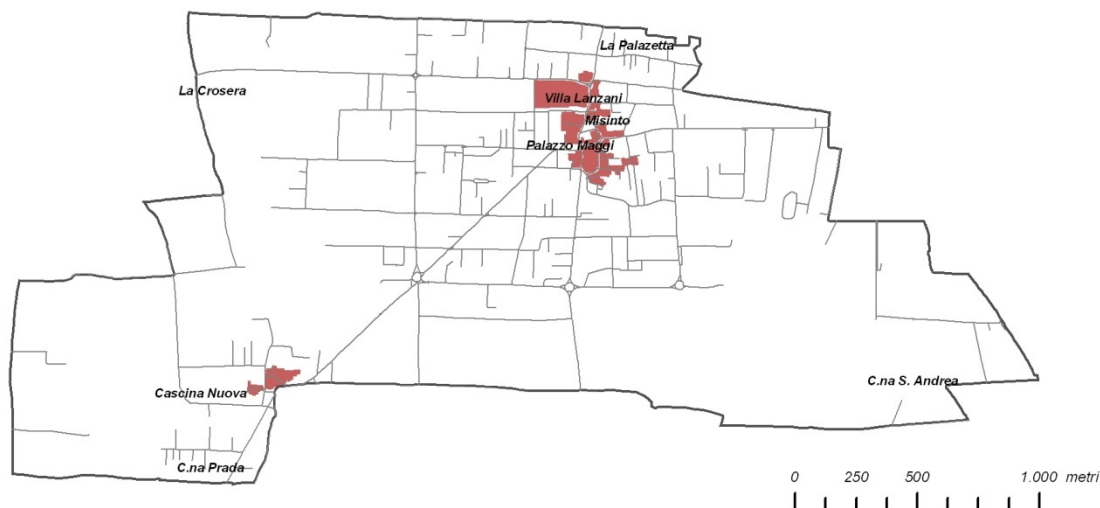 La Palazetta
La Crosera
Villa Lanzani
Misinto
Palazzo Maggi
C.na S. Andrea
Cascina Nuova
C.na Prada
0 250 500 1.000 metri